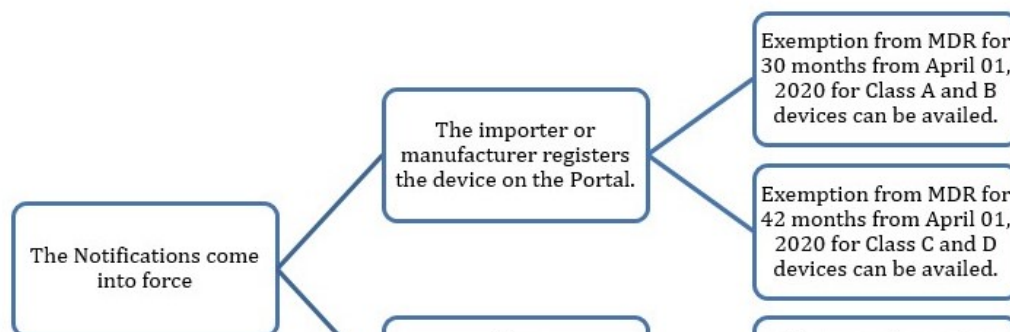 The Notifications come
into force
The importer or
manufacturer registers
the device on the Portal.
Exemption from MDR for
30 months from April 01,
2020 for Class A and B
devices can be availed.
Exemption from MDR for
42 months from April 01,
2020 for Class C and D
devices can be availed.